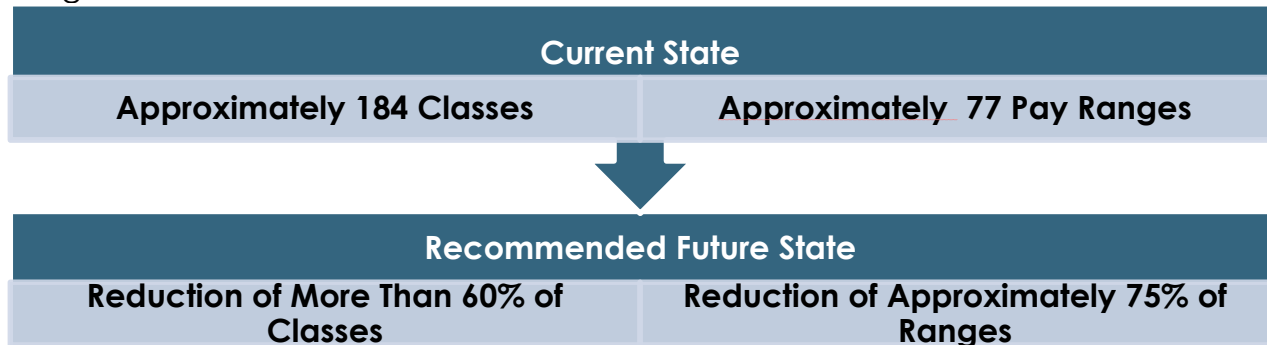 Current State
Approximately 184 Classes
Approximately 77 Pay Ranges
Recommended Future State
Reduction of More Than 60% of
Classes
Reduction of Approximately 75% of
Ranges